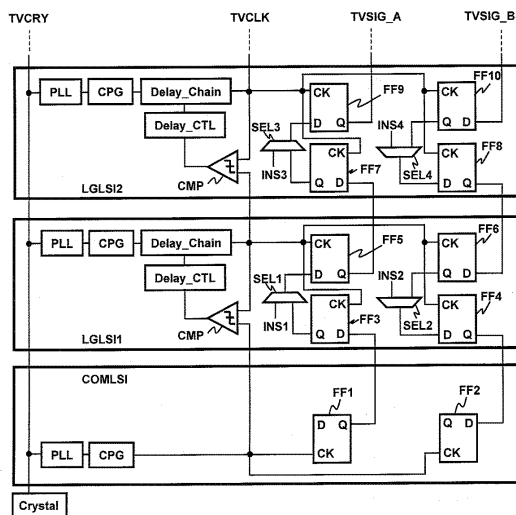 TVCRY TVCLK TVSIG_A TVSIG_B
PLL CPG Delay_Chain CK FF9 FF10 CK
Delay_CTL SEL3 D Q INS4 Q D
CK FF8 CK
INS3 Q D FF7 SEL4 Q D
CMP
LGLSI2
PLL CPG Delay_Chain CK FF5 FF6 CK
Delay_CTL SEL1 D Q INS2 Q D
CK FF4 CK
INS1 Q D FF3 SEL2 Q D
CMP
LGLSI1
COMLSI
FF1 FF2
D Q Q D
PLL CPG CK CK
Crystal